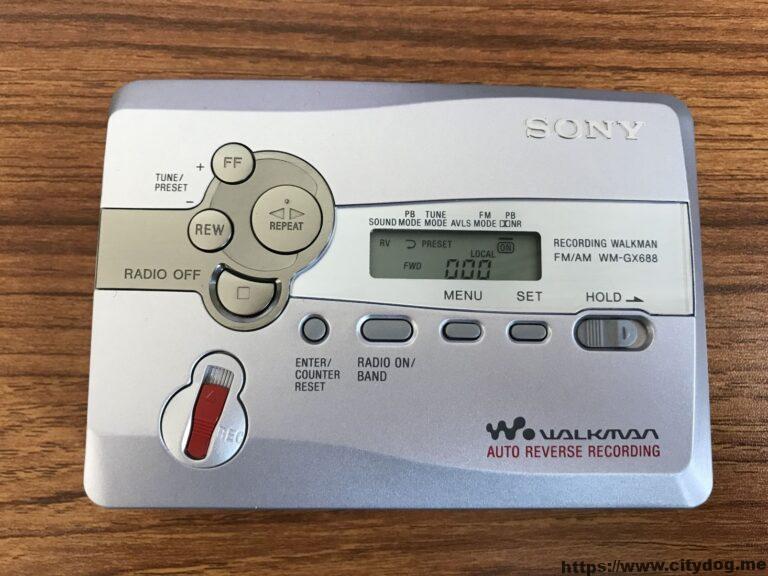 SONY
FF
+
TUNE/
PRESET
−
REW
REPEAT
RADIO OFF
PB TUNE FM PB
SOUND MODE MODE AVLS MODE NR
RV PRESET LOCAL ON
FWD 000
RECORDING WALKMAN
FM/AM WM-GX688
MENU SET HOLD
ENTER/
COUNTER
RESET
RADIO ON/
BAND
REC
WALKMAN
AUTO REVERSE RECORDING
https://www.citydog.me